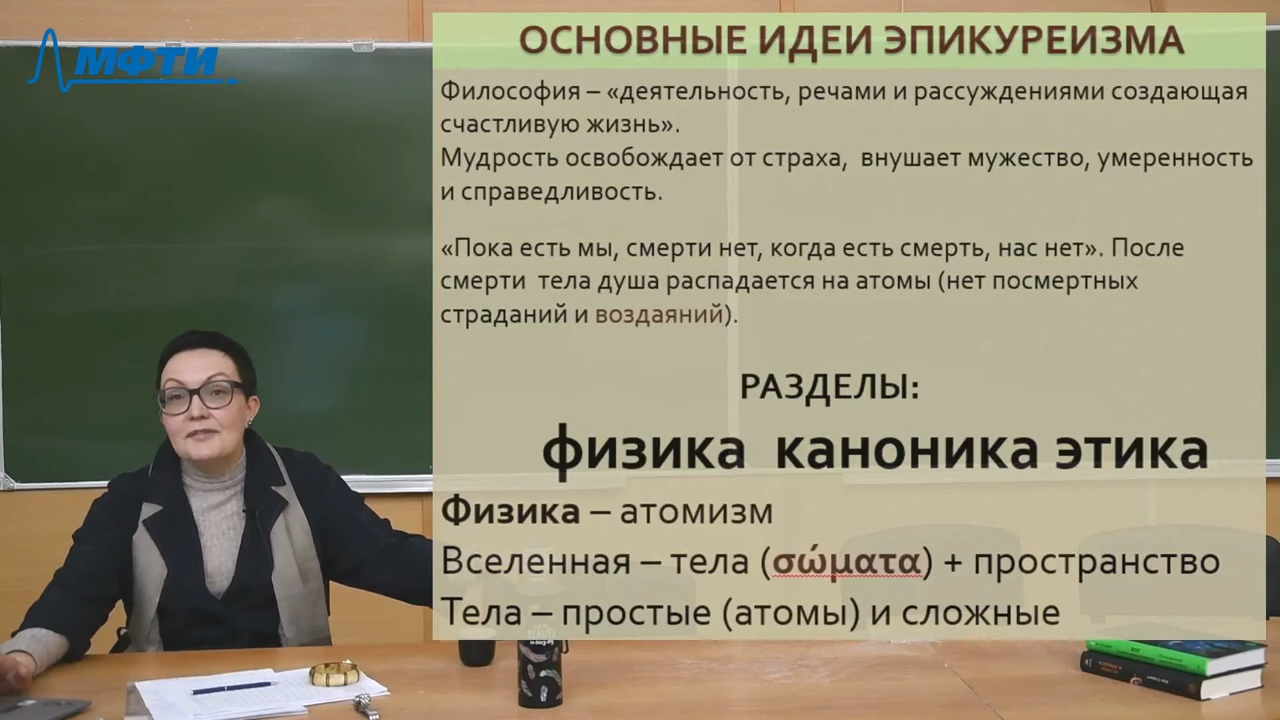 МФТИ
ОСНОВНЫЕ ИДЕИ ЭПИКУРЕИЗМА
Философия – «деятельность, речами и рассуждениями создающая
счастливую жизнь».
Мудрость освобождает от страха, внушает мужество, умеренность
и справедливость.
«Пока есть мы, смерти нет, когда есть смерть, нас нет». После
смерти тела душа распадается на атомы (нет посмертных
страданий и воздаяний).
РАЗДЕЛЫ:
физика каноника этика
Физика – атомизм
Вселенная – тела (σώματα) + пространство
Тела – простые (атомы) и сложные